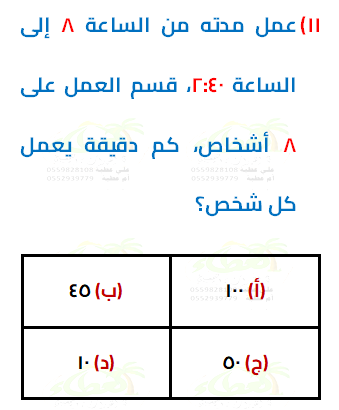 ١١) عمل مدته من الساعة ٨ إلى
الساعة ٢:٤٠، قسم العمل على
٨ أشخاص، كم دقيقة يعمل
كل شخص؟
(أ) ١٠٠
(ب) ٤٥
(ج) ٥٠
(د) ١٠